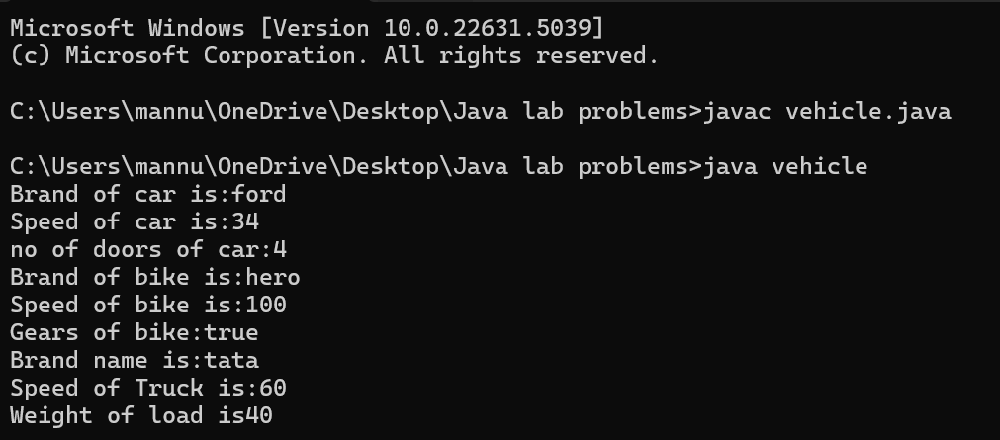 Microsoft Windows [Version 10.0.22631.5039]
(c) Microsoft Corporation. All rights reserved.
C:\Users\mannu\OneDrive\Desktop\Java lab problems>javac vehicle.java
C:\Users\mannu\OneDrive\Desktop\Java lab problems>java vehicle
Brand of car is:ford
Speed of car is:34
no of doors of car:4
Brand of bike is:hero
Speed of bike is:100
Gears of bike:true
Brand name is:tata
Speed of Truck is:60
Weight of load is40